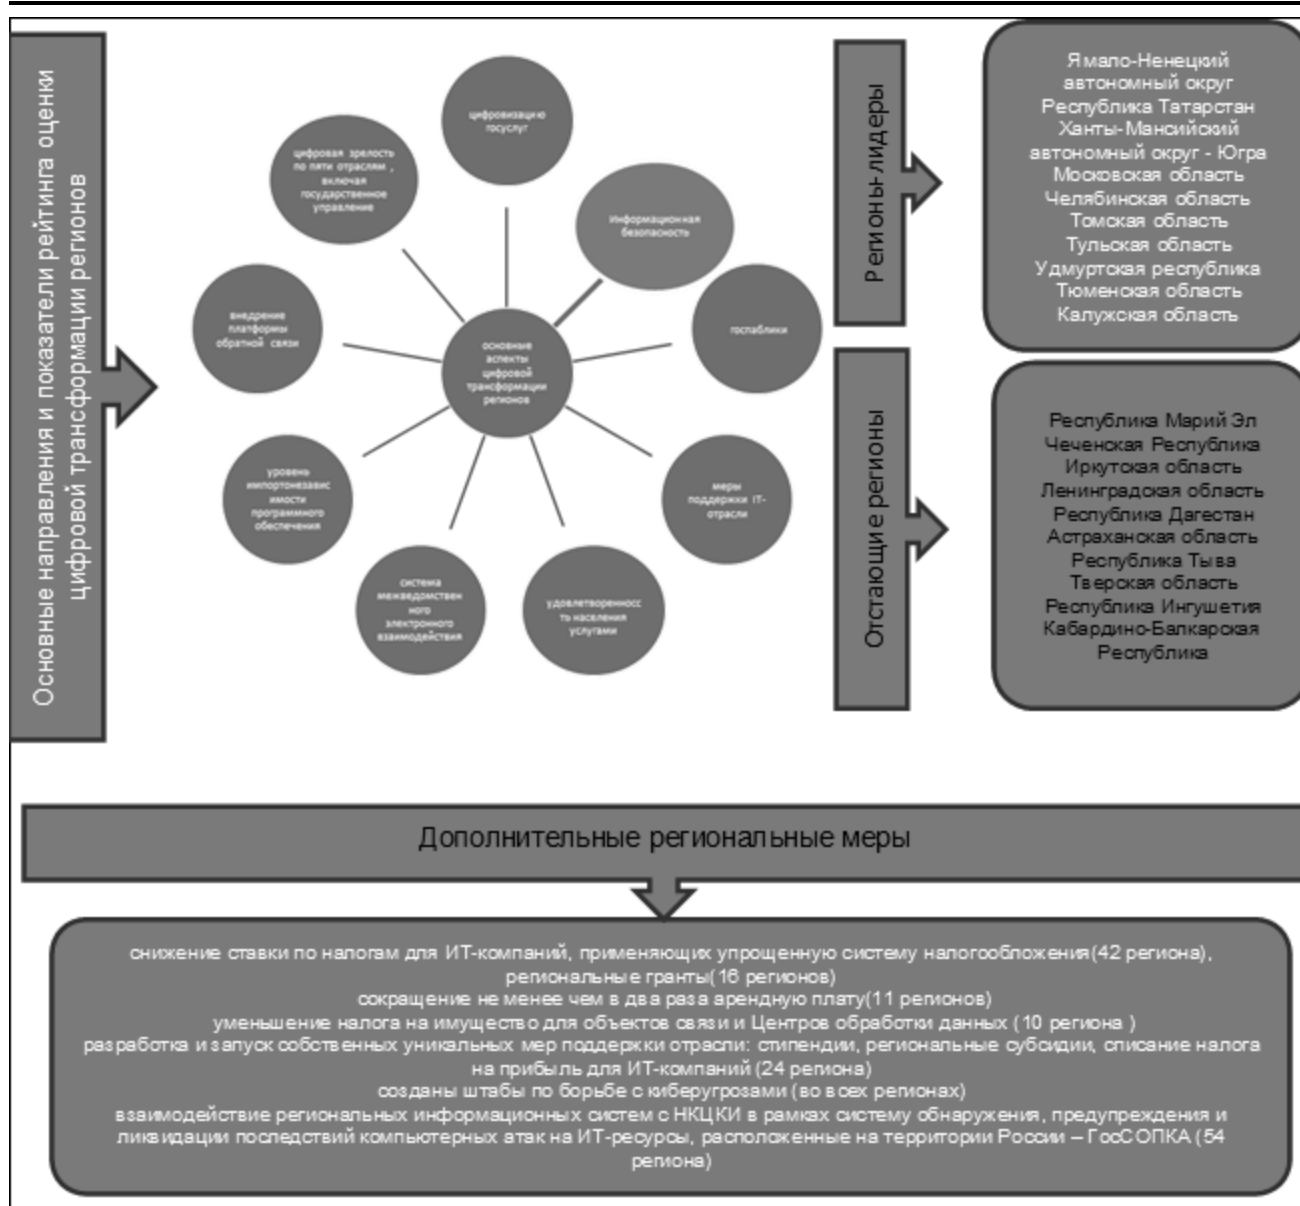 Основные направления и показатели рейтинга оценки
цифровой трансформации регионов
цифровизацию
госуслуг
Информационная
безопасность
госпаблики
меры
поддержки IT-
отрасли
удовлетвореннос
ть населения
услугами
система
межведомствен
ного
электронного
взаимодействия
уровень
импортонезавис
имости
программного
обеспечения
внедрение
платформы
обратной связи
цифровая зрелость
по пяти отраслям ,
включая
государственное
управление
основные
аспекты
цифровой
трансформации
регионов
Регионы-лидеры
Ямало-Ненецкий
автономный округ
Республика Татарстан
Ханты-Мансийский
автономный округ - Югра
Московская область
Челябинская область
Томская область
Тульская область
Удмуртская республика
Тюменская область
Калужская область
Отстающие регионы
Республика Марий Эл
Чеченская Республика
Иркутская область
Ленинградская область
Республика Дагестан
Астраханская область
Республика Тыва
Тверская область
Республика Ингушетия
Кабардино-Балкарская
Республика
Дополнительные региональные меры
снижение ставки по налогам для ИТ-компаний, применяющих упрощенную систему налогообложения(42 региона),
региональные гранты(16 регионов)
сокращение не менее чем в два раза арендную плату(11 регионов)
уменьшение налога на имущество для объектов связи и Центров обработки данных ( 10 региона )
разработка и запуск собственных уникальных мер поддержки отрасли: стипендии, региональные субсидии, списание налога
на прибыль для ИТ-компаний (24 региона)
созданы штабы по борьбе с киберугрозами (во всех регионах)
взаимодействие региональных информационных систем с НКЦКИ в рамках систему обнаружения, предупреждения и
ликвидации последствий компьютерных атак на ИТ-ресурсы, расположенные на территории России – ГосСОПКА (54
региона)